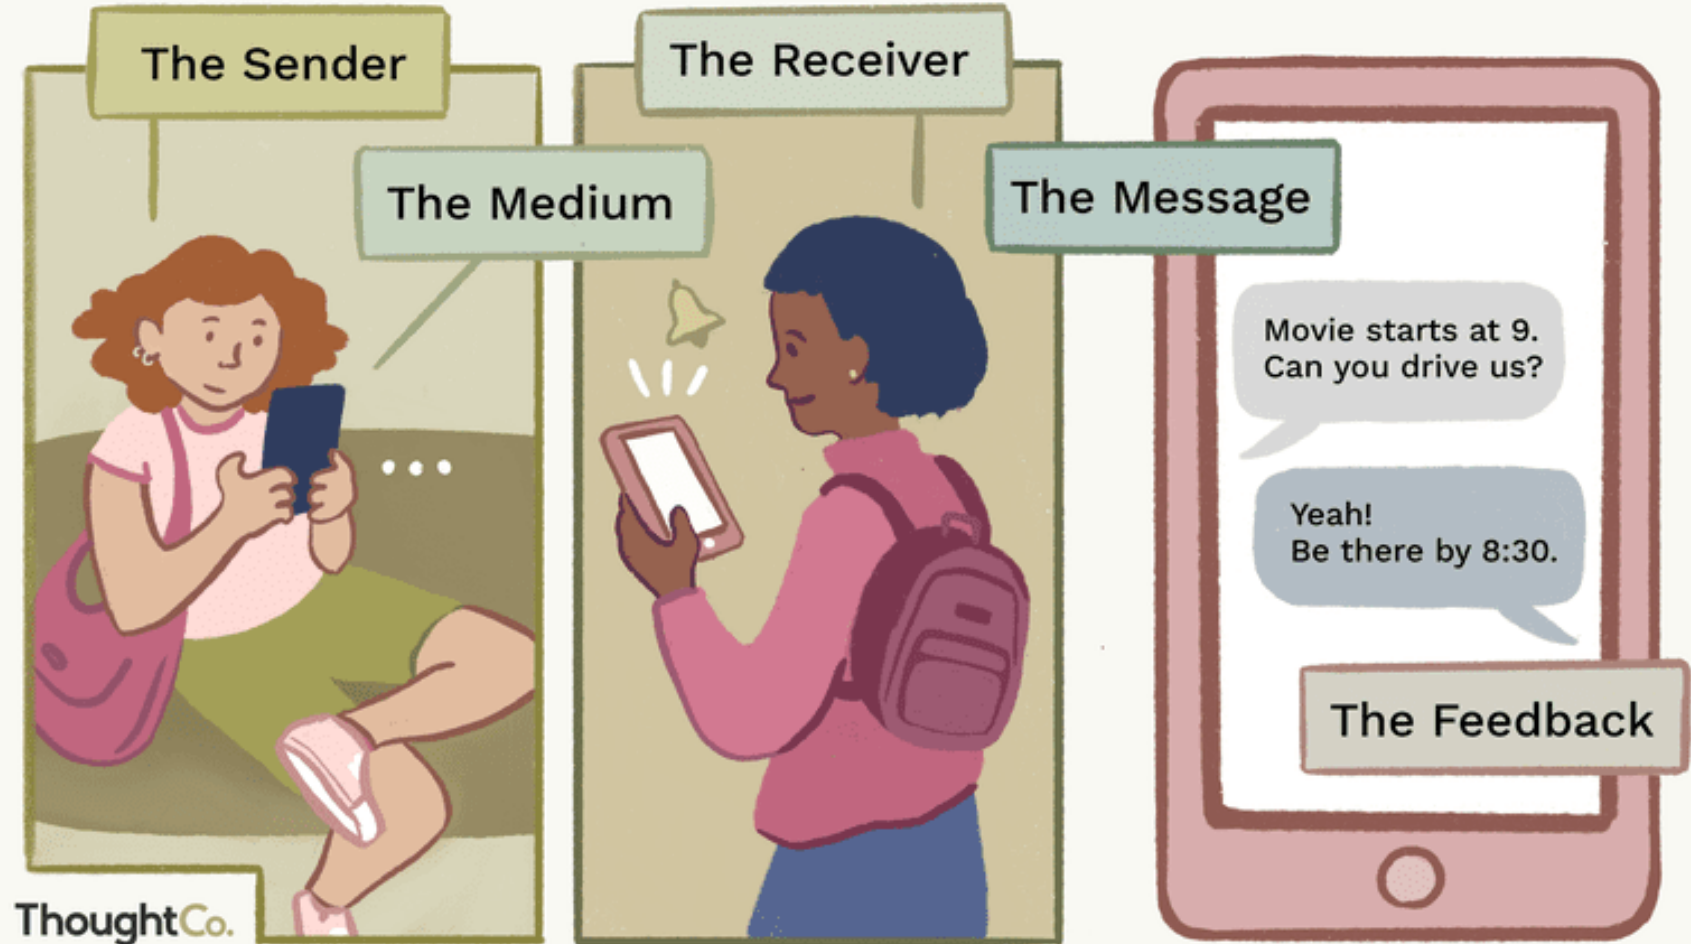 The Sender
The Receiver
The Medium
The Message
Movie starts at 9.
Can you drive us?
Yeah!
Be there by 8:30.
The Feedback
ThoughtCo.